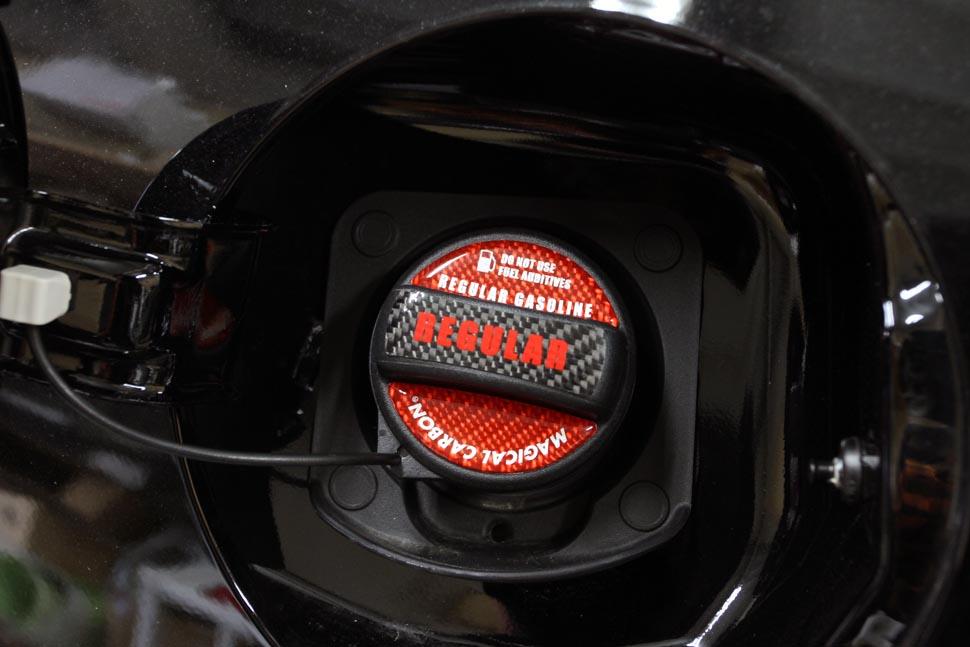 DO NOT USE
FUEL ADDITIVES
REGULAR GASOLINE
REGULAR
MAGICAL CARBON®